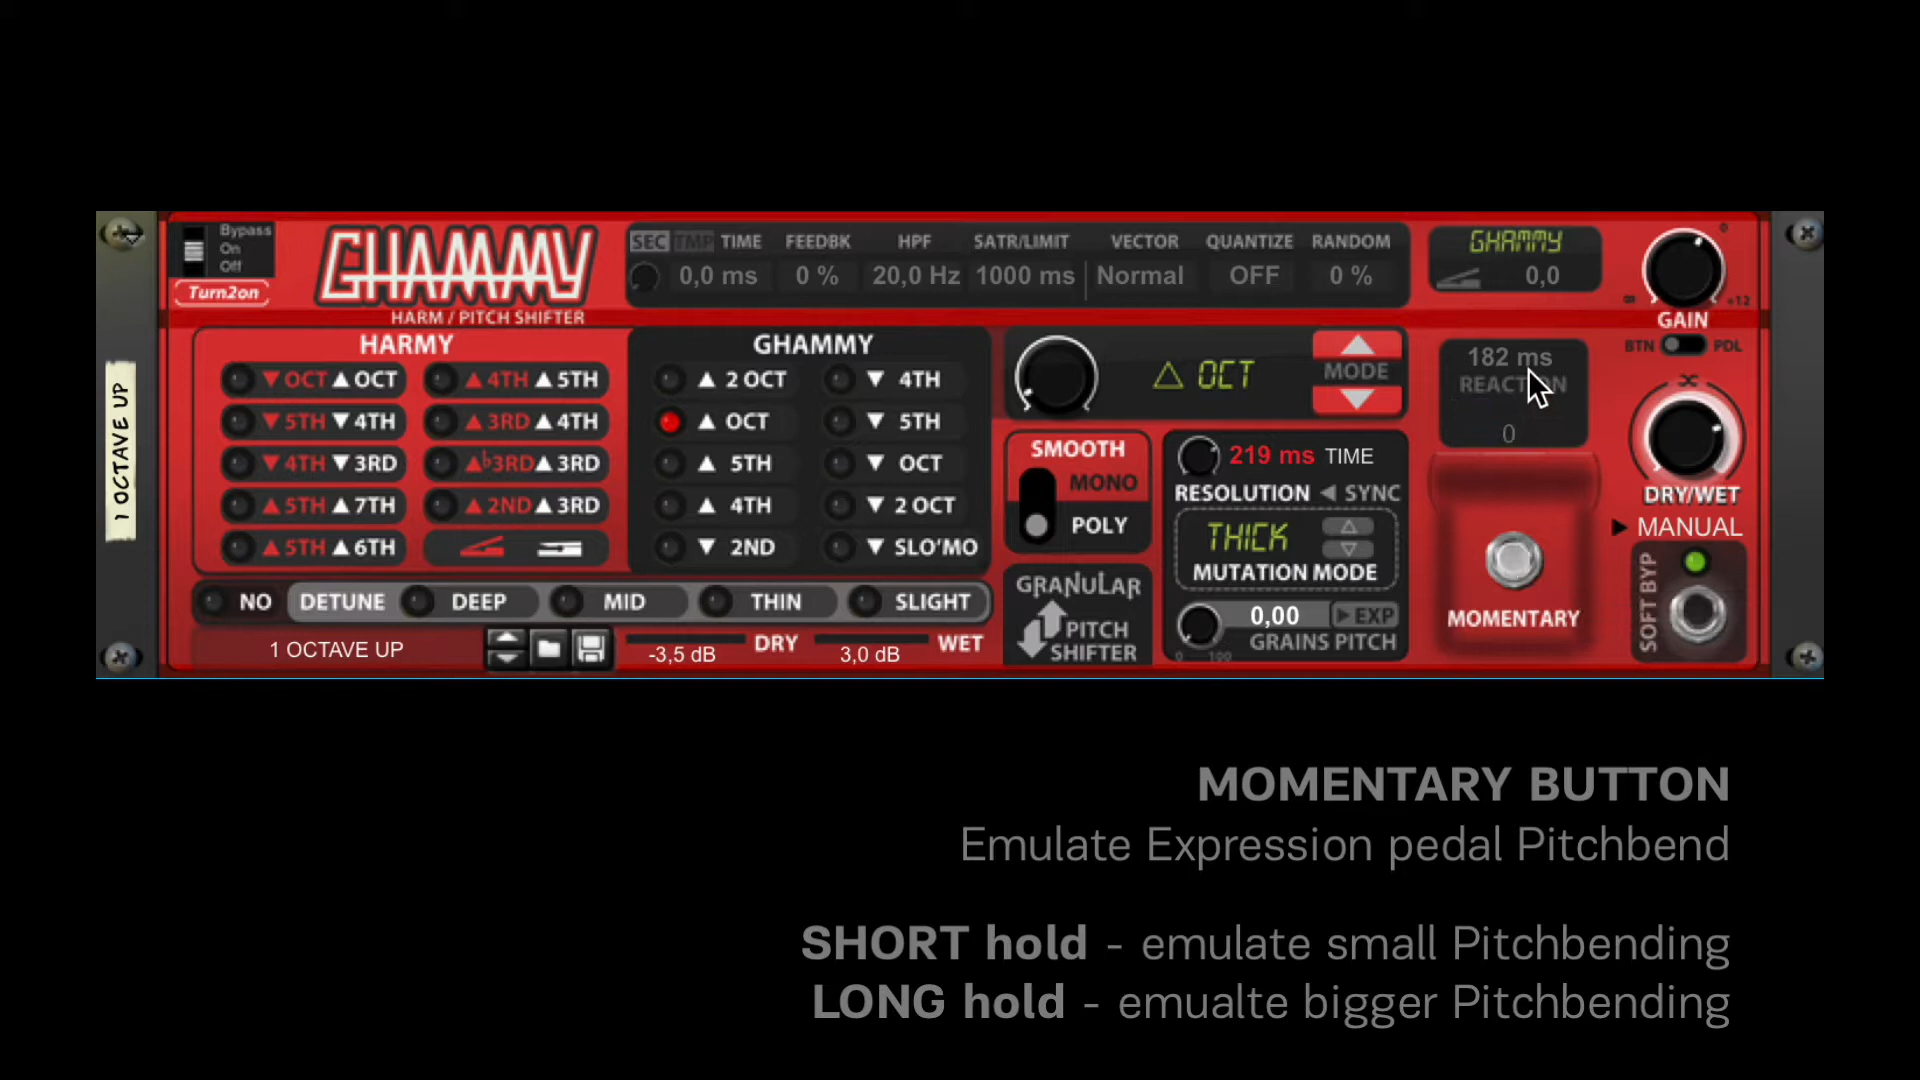 Bypass
On
Off
Turn2on
GHAMMY
HARM / PITCH SHIFTER
SEC TMP TIME FEEDBK HPF SATR/LIMIT VECTOR QUANTIZE RANDOM
0,0 ms 0 % 20,0 Hz 1000 ms Normal OFF 0 %
GHAMMY
0,0
∞ 0 +12
GAIN
BTN PDL
1 OCTAVE UP
HARMY
▼OCT ▲OCT ▲4TH ▲5TH
▼5TH ▼4TH ▲3RD ▲4TH
▼4TH ▼3RD ▲♭3RD ▲3RD
▲5TH ▲7TH ▲2ND ▲3RD
▲5TH ▲6TH
GHAMMY
▲ 2 OCT ▼ 4TH
▲ OCT ▼ 5TH
▲ 5TH ▼ OCT
▲ 4TH ▼ 2 OCT
▼ 2ND ▼ SLO'MO
NO DETUNE DEEP MID THIN SLIGHT
1 OCTAVE UP
-3,5 dB DRY 3,0 dB WET
△ OCT
▲
MODE
▼
SMOOTH
MONO
POLY
GRANULAR
PITCH
SHIFTER
219 ms TIME
RESOLUTION ◀ SYNC
THICK △ ▽
MUTATION MODE
0,00 ▶ EXP
0 100 GRAINS PITCH
182 ms
REACTION
0
MOMENTARY
DRY/WET
▶ MANUAL
SOFT BYP
MOMENTARY BUTTON
Emulate Expression pedal Pitchbend
SHORT hold - emulate small Pitchbending
LONG hold - emualte bigger Pitchbending